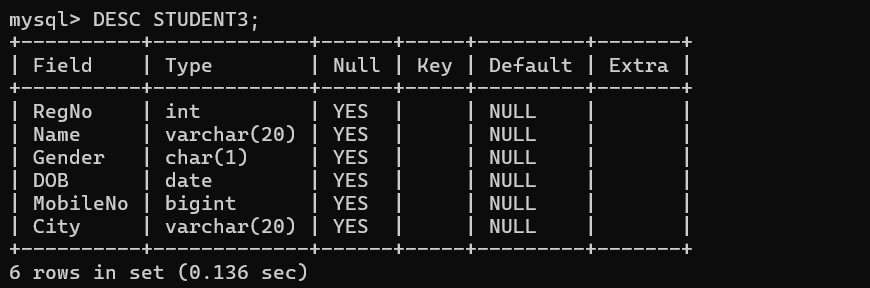 mysql> DESC STUDENT3;
+----------+-------------+------+-----+---------+-------+
| Field    | Type        | Null | Key | Default | Extra |
+----------+-------------+------+-----+---------+-------+
| RegNo    | int         | YES  |     | NULL    |       |
| Name     | varchar(20) | YES  |     | NULL    |       |
| Gender   | char(1)     | YES  |     | NULL    |       |
| DOB      | date        | YES  |     | NULL    |       |
| MobileNo | bigint      | YES  |     | NULL    |       |
| City     | varchar(20) | YES  |     | NULL    |       |
+----------+-------------+------+-----+---------+-------+
6 rows in set (0.136 sec)